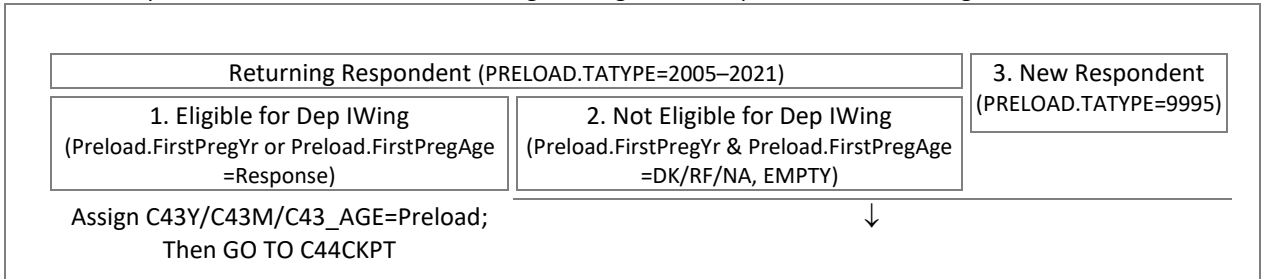 Returning Respondent (PRELOAD.TATYPE=2005–2021)
3. New Respondent
(PRELOAD.TATYPE=9995)
1. Eligible for Dep IWing
(Preload.FirstPregYr or Preload.FirstPregAge
=Response)
2. Not Eligible for Dep IWing
(Preload.FirstPregYr & Preload.FirstPregAge
=DK/RF/NA, EMPTY)
Assign C43Y/C43M/C43_AGE=Preload;
Then GO TO C44CKPT
↓